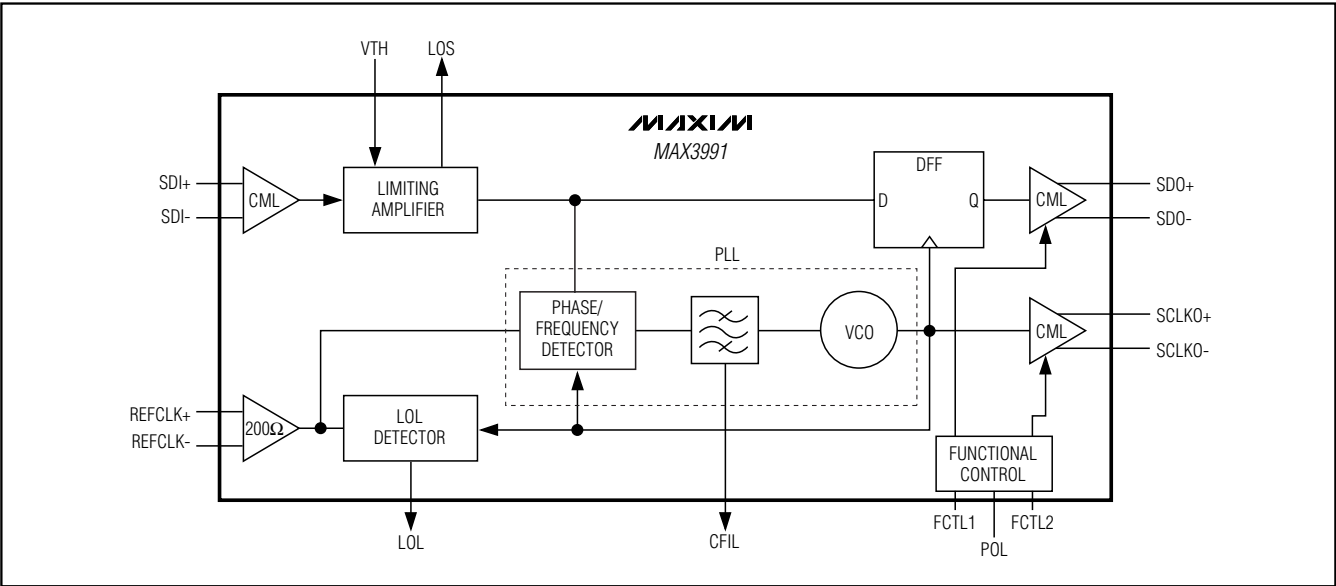 VTH
LOS
MAXIM
MAX3991
SDI+
SDI-
CML
LIMITING
AMPLIFIER
DFF
D
Q
CML
SDO+
SDO-
PLL
PHASE/
FREQUENCY
DETECTOR
VCO
CML
SCLKO+
SCLKO-
REFCLK+
REFCLK-
200Ω
LOL
DETECTOR
FUNCTIONAL
CONTROL
LOL
CFIL
FCTL1
POL
FCTL2